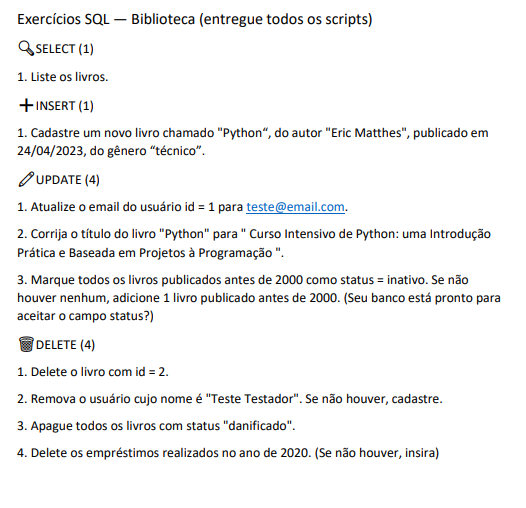 Exercícios SQL — Biblioteca (entregue todos os scripts)
🔍SELECT (1)
1. Liste os livros.
➕INSERT (1)
1. Cadastre um novo livro chamado "Python“, do autor "Eric Matthes", publicado em
24/04/2023, do gênero “técnico”.
🖊UPDATE (4)
1. Atualize o email do usuário id = 1 para teste@email.com.
2. Corrija o título do livro "Python" para " Curso Intensivo de Python: uma Introdução
Prática e Baseada em Projetos à Programação ".
3. Marque todos os livros publicados antes de 2000 como status = inativo. Se não
houver nenhum, adicione 1 livro publicado antes de 2000. (Seu banco está pronto para
aceitar o campo status?)
🗑DELETE (4)
1. Delete o livro com id = 2.
2. Remova o usuário cujo nome é "Teste Testador". Se não houver, cadastre.
3. Apague todos os livros com status "danificado".
4. Delete os empréstimos realizados no ano de 2020. (Se não houver, insira)